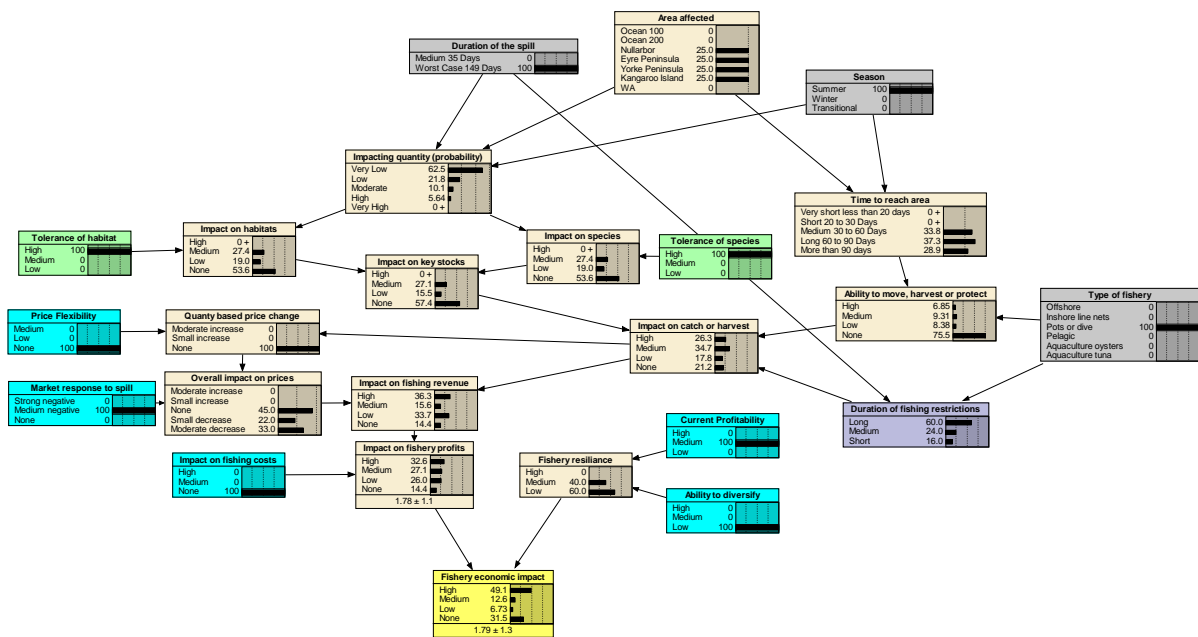 Area affected
Ocean 100 0
Ocean 200 0
Nullarbor 25.0
Eyre Peninsula 25.0
Yorke Peninsula 25.0
Kangaroo Island 25.0
WA 0
Duration of the spill
Medium 35 Days 0
Worst Case 149 Days 100
Season
Summer 100
Winter 0
Transitional 0
Impacting quantity (probability)
Very Low 62.5
Low 21.8
Moderate 10.1
High 5.64
Very High 0 +
Time to reach area
Very short less than 20 days 0 +
Short 20 to 30 Days 0 +
Medium 30 to 60 Days 33.8
Long 60 to 90 Days 37.3
More than 90 days 28.9
Impact on habitats
High 0 +
Medium 27.4
Low 19.0
None 53.6
Tolerance of habitat
High 100
Medium 0
Low 0
Impact on species
High 0 +
Medium 27.4
Low 19.0
None 53.6
Tolerance of species
High 100
Medium 0
Low 0
Impact on key stocks
High 0 +
Medium 27.1
Low 15.5
None 57.4
Ability to move, harvest or protect
High 6.85
Medium 9.31
Low 8.38
None 75.5
Type of fishery
Offshore 0
Inshore line nets 0
Pots or dive 100
Pelagic 0
Aquaculture oysters 0
Aquaculture tuna 0
Price Flexibility
Medium 0
Low 0
None 100
Quanty based price change
Moderate increase 0
Small increase 0
None 100
Impact on catch or harvest
High 26.3
Medium 34.7
Low 17.8
None 21.2
Market response to spill
Strong negative 0
Medium negative 100
None 0
Overall impact on prices
Moderate increase 0
Small increase 0
None 45.0
Small decrease 22.0
Moderate decrease 33.0
Impact on fishing revenue
High 36.3
Medium 15.6
Low 33.7
None 14.4
Duration of fishing restrictions
Long 60.0
Medium 24.0
Short 16.0
Current Profitability
High 0
Medium 100
Low 0
Impact on fishing costs
High 0
Medium 0
None 100
Impact on fishery profits
High 32.6
Medium 27.1
Low 26.0
None 14.4
1.78 ± 1.1
Fishery resiliance
High 0
Medium 40.0
Low 60.0
Ability to diversify
High 0
Medium 0
Low 100
Fishery economic impact
High 49.1
Medium 12.6
Low 6.73
None 31.5
1.79 ± 1.3